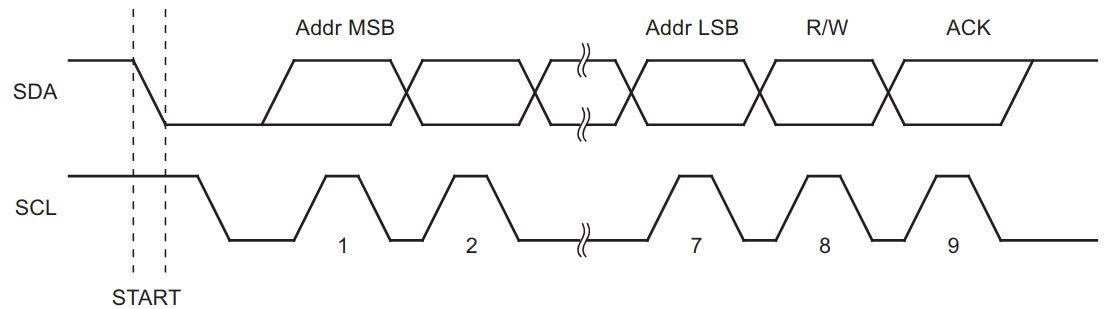 Addr MSB Addr LSB R/W ACK
SDA
SCL
1 2 7 8 9
START